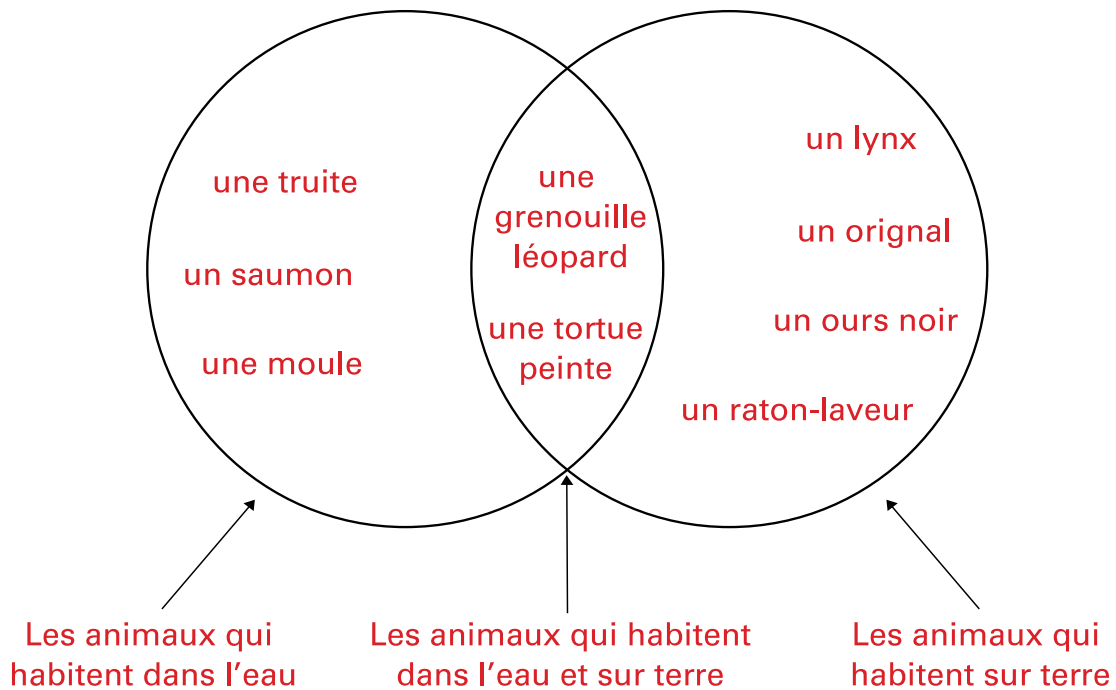 une truite
un saumon
une moule
une
grenouille
léopard
une tortue
peinte
un lynx
un orignal
un ours noir
un raton-laveur
Les animaux qui
habitent dans l'eau
Les animaux qui habitent
dans l'eau et sur terre
Les animaux qui
habitent sur terre